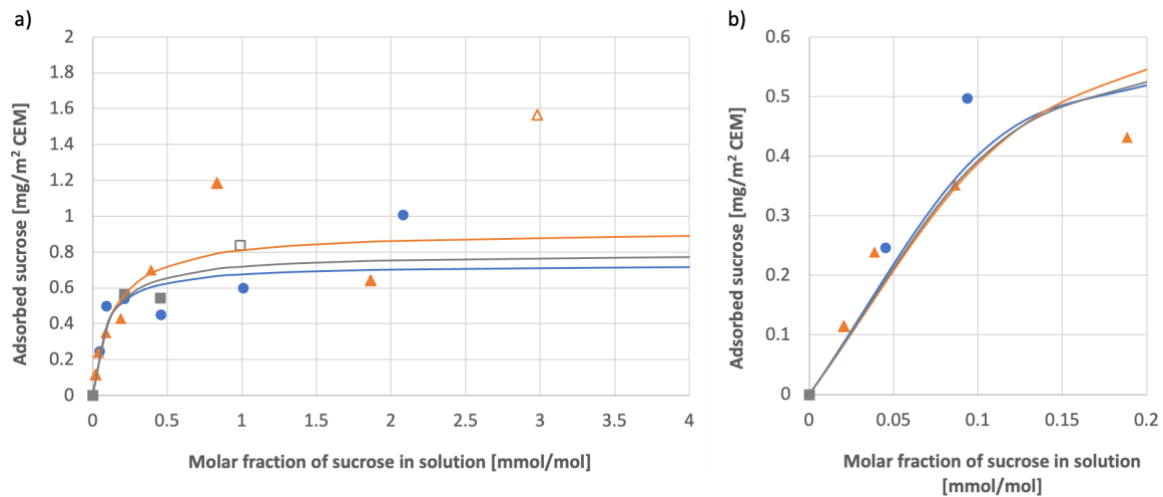 a)
2
1.8
1.6
1.4
1.2
1
0.8
0.6
0.4
0.2
0
Adsorbed sucrose [mg/m² CEM]
0 0.5 1 1.5 2 2.5 3 3.5 4
Molar fraction of sucrose in solution [mmol/mol]
b)
0.6
0.5
0.4
0.3
0.2
0.1
0
Adsorbed sucrose [mg/m² CEM]
0 0.05 0.1 0.15 0.2
Molar fraction of sucrose in solution
[mmol/mol]